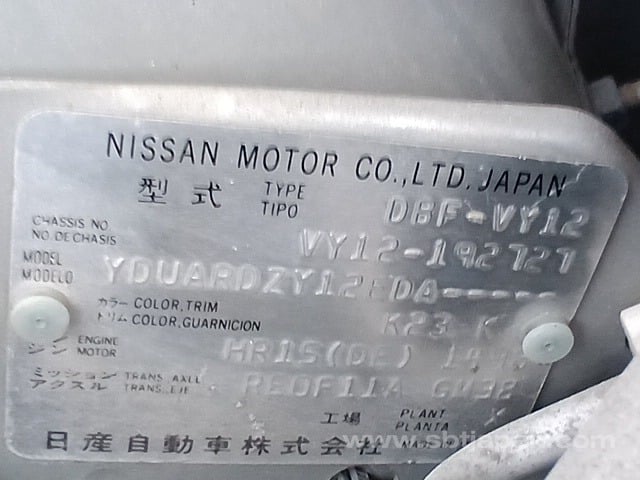 NISSAN MOTOR CO.,LTD. JAPAN
型式 TYPE TIPO DBF-VY12
CHASSIS NO. NO. DE CHASIS VY12-192727
MODEL MODELO YDUARDZY12EDA-----
カラー COLOR,TRIM
トリム COLOR,GUARNICION K23 K
ジン ENGINE MOTOR HR15(DE)
ミッション TRANS. AXLE
アクスル TRANS. EJE RE0F11A GM38
工場 PLANT PLANTA
日産自動車株式会社